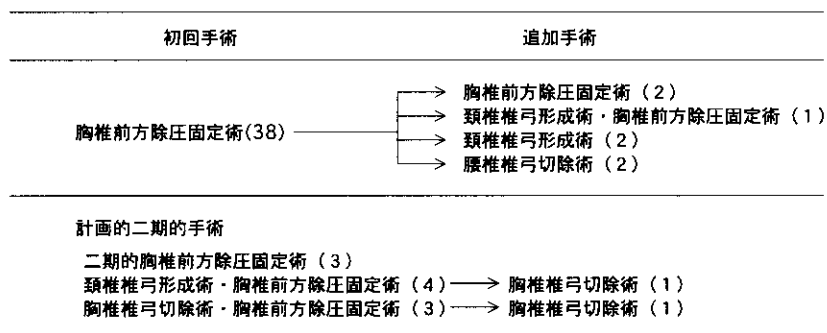 初回手術 追加手術
胸椎前方除圧固定術(38) → 胸椎前方除圧固定術(2)
→ 頚椎椎弓形成術・胸椎前方除圧固定術(1)
→ 頚椎椎弓形成術(2)
→ 腰椎椎弓切除術(2)
計画的二期的手術
二期的胸椎前方除圧固定術(3)
頚椎椎弓形成術・胸椎前方除圧固定術(4)→ 胸椎椎弓切除術(1)
胸椎椎弓切除術・胸椎前方除圧固定術(3)→ 胸椎椎弓切除術(1)